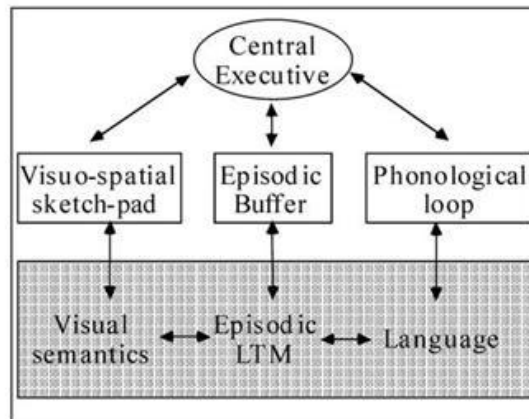 Central
Executive
Visuo-spatial
sketch-pad
Episodic
Buffer
Phonological
loop
Visual
semantics
Episodic
LTM
Language